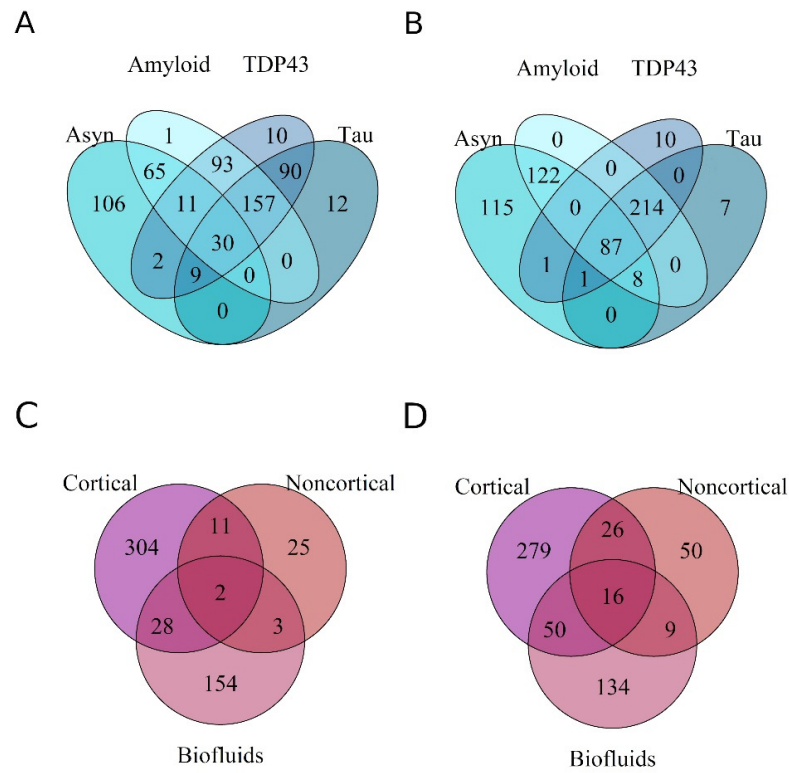 A
B
Amyloid TDP43
Amyloid TDP43
Asyn 1 10 Tau
Asyn 0 10 Tau
65 93 90
122 0 0
106 11 157 12
115 0 214 7
30
87
2 9 0 0
1 1 8 0
0
0
C
D
Cortical Noncortical
Cortical Noncortical
11
26
304 25
279 50
2
16
28 3
50 9
154
134
Biofluids
Biofluids